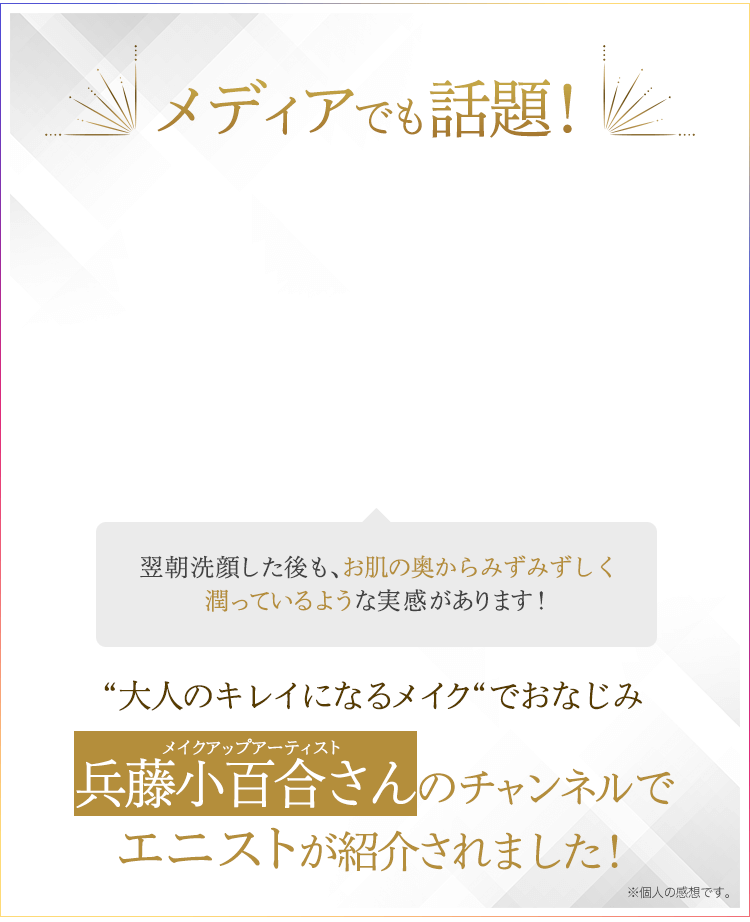 メディアでも話題！
翌朝洗顔した後も、お肌の奥からみずみずしく
潤っているような実感があります！
“大人のキレイになるメイク“でおなじみ
メイクアップアーティスト
兵藤小百合さんのチャンネルで
エニストが紹介されました！
※個人の感想です。